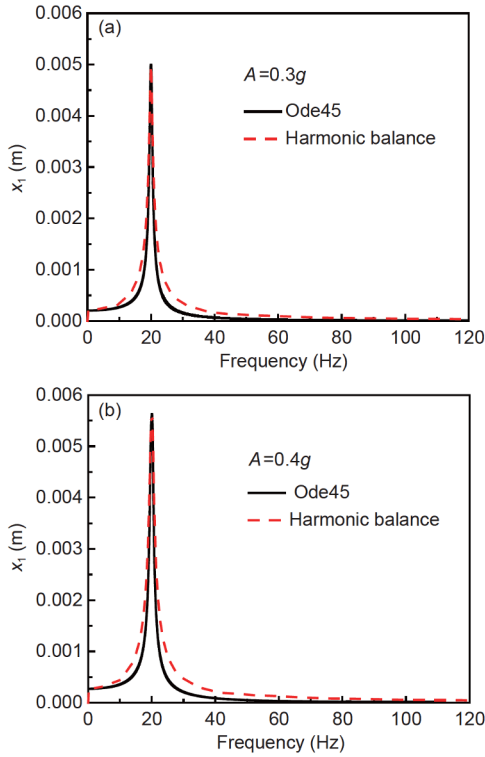 0.006
(a)
0.005
A=0.3g
0.004
Ode45
Harmonic balance
0.003
x₁ (m)
0.002
0.001
0.000
0 20 40 60 80 100 120
Frequency (Hz)
0.006
(b)
0.005
A=0.4g
0.004
Ode45
Harmonic balance
0.003
x₁ (m)
0.002
0.001
0.000
0 20 40 60 80 100 120
Frequency (Hz)